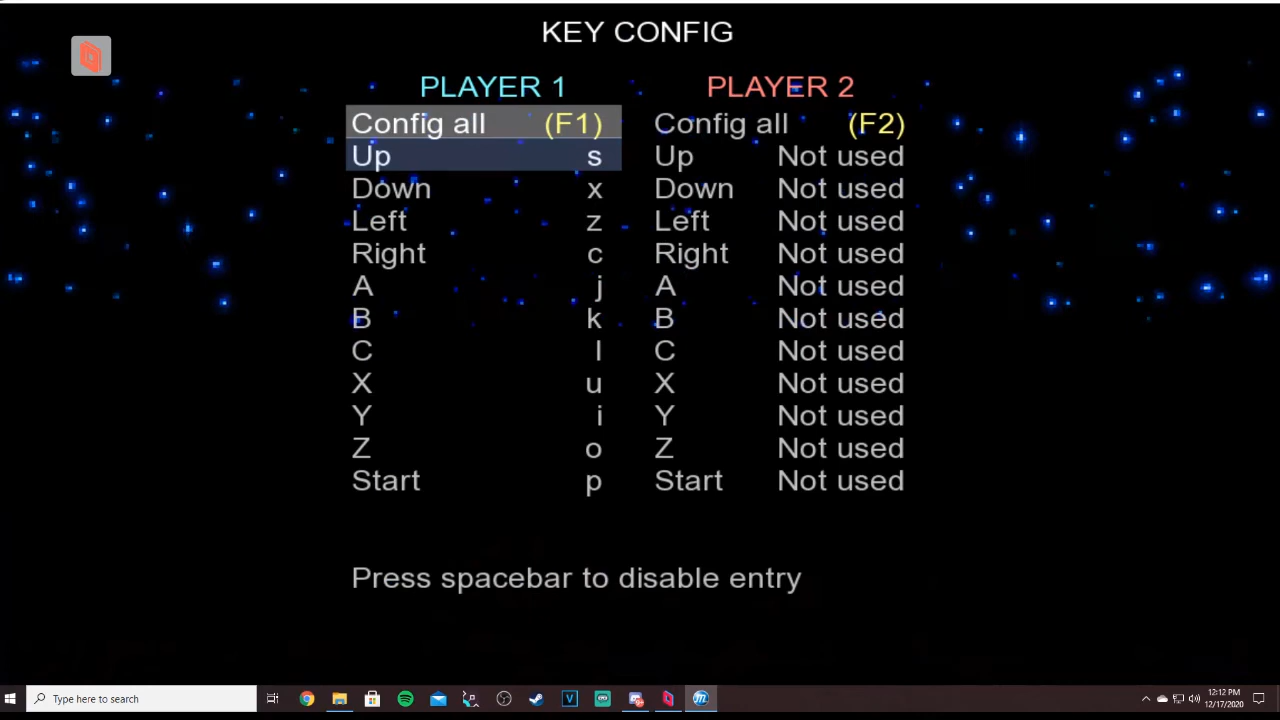 KEY CONFIG
PLAYER 1 PLAYER 2
Config all (F1) Config all (F2)
Up s Up Not used
Down x Down Not used
Left z Left Not used
Right c Right Not used
A j A Not used
B k B Not used
C l C Not used
X u X Not used
Y i Y Not used
Z o Z Not used
Start p Start Not used
Press spacebar to disable entry
Type here to search
12:12 PM
12/17/2020